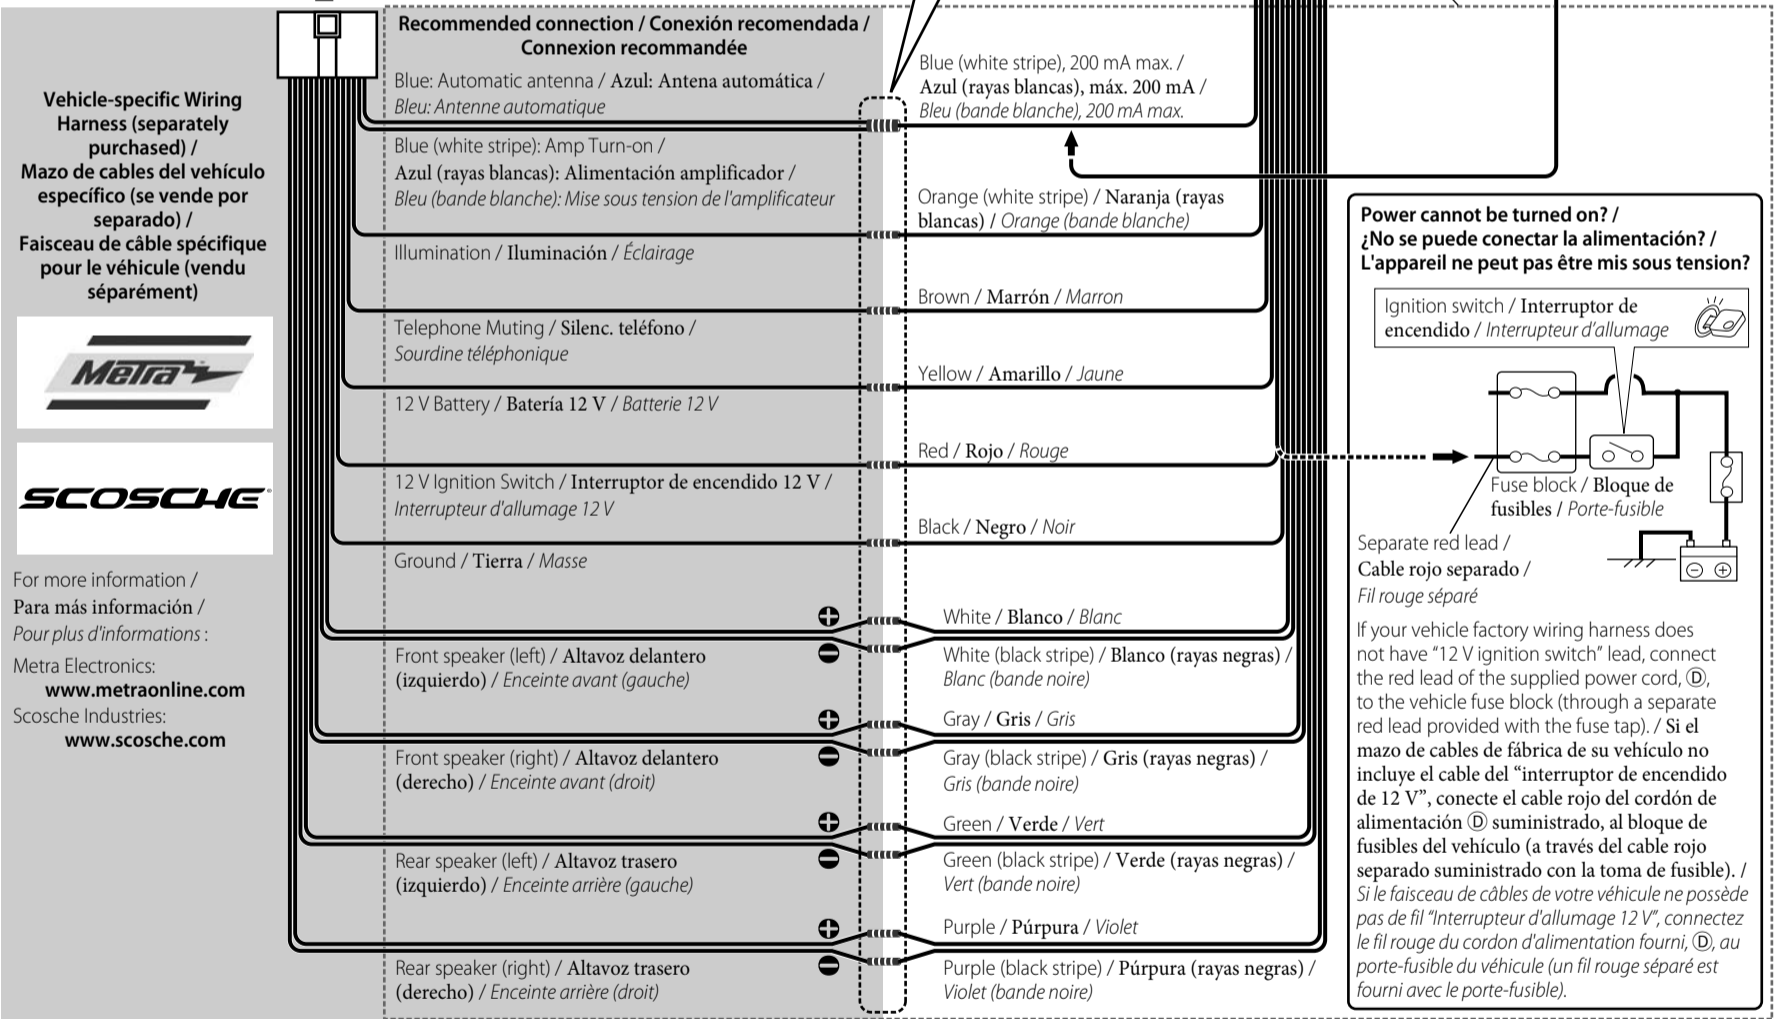 Recommended connection / Conexión recomendada /
Connexion recommandée
Vehicle-specific Wiring
Harness (separately
purchased) /
Mazo de cables del vehículo
específico (se vende por
separado) /
Faisceau de câble spécifique
pour le véhicule (vendu
séparément)
Metra
SCOSCHE
For more information /
Para más información /
Pour plus d'informations :
Metra Electronics:
www.metraonline.com
Scosche Industries:
www.scosche.com
Blue: Automatic antenna / Azul: Antena automática /
Bleu: Antenne automatique
Blue (white stripe): Amp Turn-on /
Azul (rayas blancas): Alimentación amplificador /
Bleu (bande blanche): Mise sous tension de l'amplificateur
Illumination / Iluminación / Éclairage
Telephone Muting / Silenc. teléfono /
Sourdine téléphonique
12 V Battery / Batería 12 V / Batterie 12 V
12 V Ignition Switch / Interruptor de encendido 12 V /
Interrupteur d'allumage 12 V
Ground / Tierra / Masse
Front speaker (left) / Altavoz delantero
(izquierdo) / Enceinte avant (gauche)
Front speaker (right) / Altavoz delantero
(derecho) / Enceinte avant (droit)
Rear speaker (left) / Altavoz trasero
(izquierdo) / Enceinte arrière (gauche)
Rear speaker (right) / Altavoz trasero
(derecho) / Enceinte arrière (droit)
Blue (white stripe), 200 mA max. /
Azul (rayas blancas), máx. 200 mA /
Bleu (bande blanche), 200 mA max.
Orange (white stripe) / Naranja (rayas
blancas) / Orange (bande blanche)
Brown / Marrón / Marron
Yellow / Amarillo / Jaune
Red / Rojo / Rouge
Black / Negro / Noir
White / Blanco / Blanc
White (black stripe) / Blanco (rayas negras) /
Blanc (bande noire)
Gray / Gris / Gris
Gray (black stripe) / Gris (rayas negras) /
Gris (bande noire)
Green / Verde / Vert
Green (black stripe) / Verde (rayas negras) /
Vert (bande noire)
Purple / Púrpura / Violet
Purple (black stripe) / Púrpura (rayas negras) /
Violet (bande noire)
Power cannot be turned on? /
¿No se puede conectar la alimentación? /
L'appareil ne peut pas être mis sous tension?
Ignition switch / Interruptor de
encendido / Interrupteur d'allumage
Fuse block / Bloque de
fusibles / Porte-fusible
Separate red lead /
Cable rojo separado /
Fil rouge séparé
If your vehicle factory wiring harness does
not have “12 V ignition switch” lead, connect
the red lead of the supplied power cord, Ⓓ,
to the vehicle fuse block (through a separate
red lead provided with the fuse tap). / Si el
mazo de cables de fábrica de su vehículo no
incluye el cable del “interruptor de encendido
de 12 V”, conecte el cable rojo del cordón de
alimentación Ⓓ suministrado, al bloque de
fusibles del vehículo (a través del cable rojo
separado suministrado con la toma de fusible). /
Si le faisceau de câbles de votre véhicule ne possède
pas de fil “Interrupteur d'allumage 12 V”, connectez
le fil rouge du cordon d'alimentation fourni, Ⓓ, au
porte-fusible du véhicule (un fil rouge séparé est
fourni avec le porte-fusible).